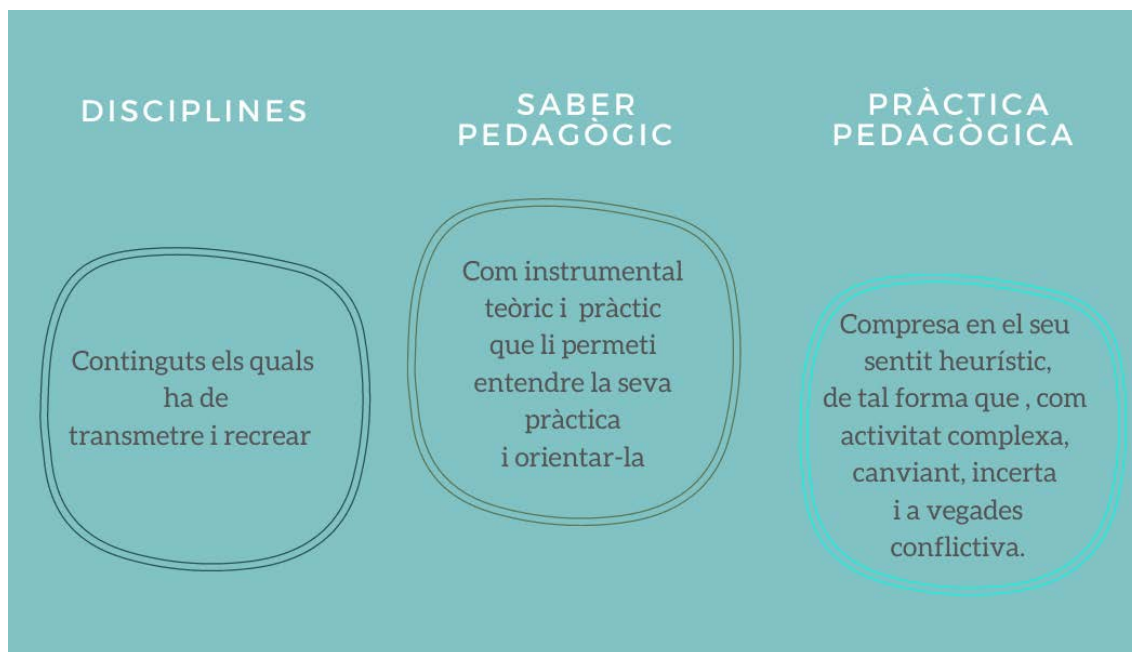 DISCIPLINES
Continguts els quals
ha de
transmetre i recrear
SABER
PEDAGÒGIC
Com instrumental
teòric i pràctic
que li permeti
entendre la seva
pràctica
i orientar-la
PRÀCTICA
PEDAGÒGICA
Compresa en el seu
sentit heurístic,
de tal forma que , com
activitat complexa,
canviant, incerta
i a vegades
conflictiva.